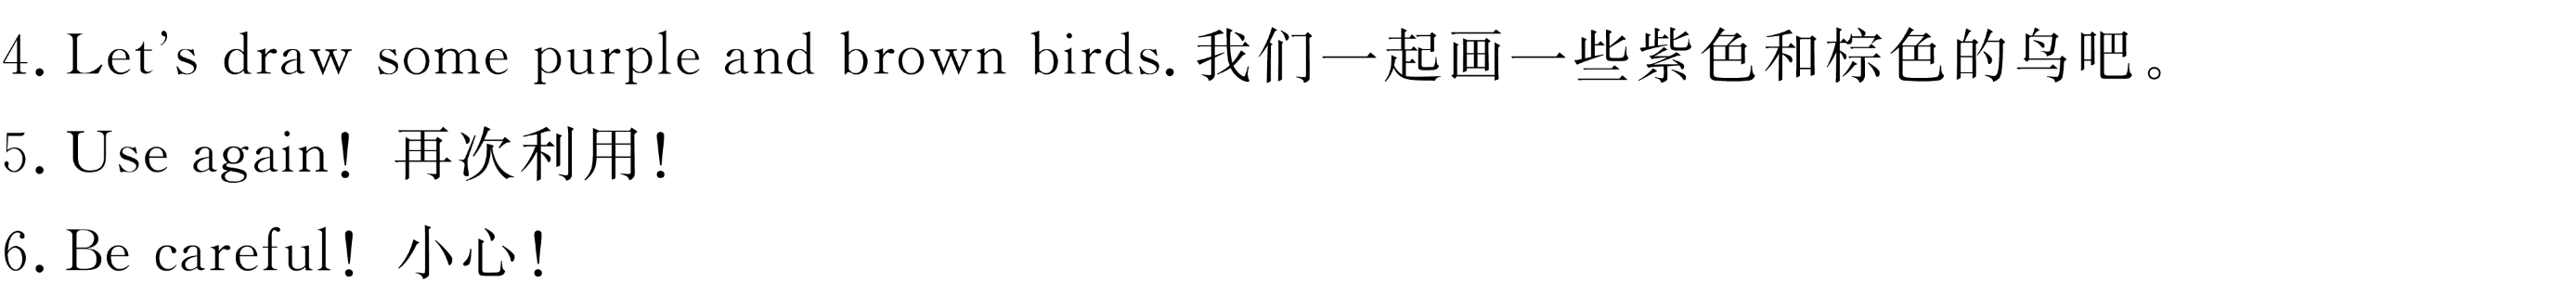 4. Let’s draw some purple and brown birds. 我们一起画一些紫色和棕色的鸟吧。
5. Use again！再次利用！
6. Be careful！小心！